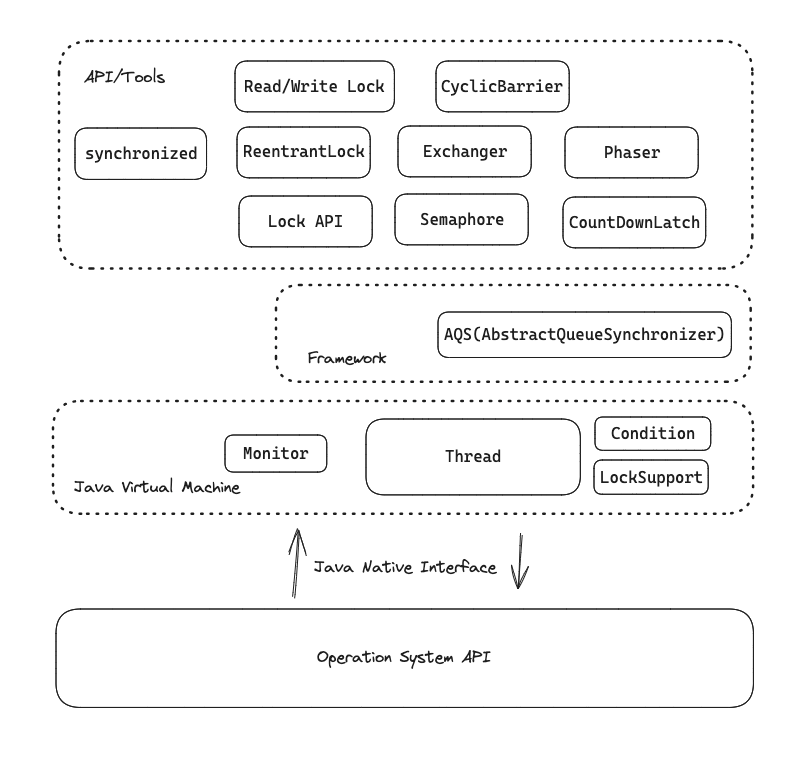 API/Tools
Read/Write Lock
CyclicBarrier
synchronized
ReentrantLock
Exchanger
Phaser
Lock API
Semaphore
CountDownLatch
AQS(AbstractQueueSynchronizer)
Framework
Condition
Monitor
Thread
LockSupport
Java Virtual Machine
Java Native Interface
Operation System API